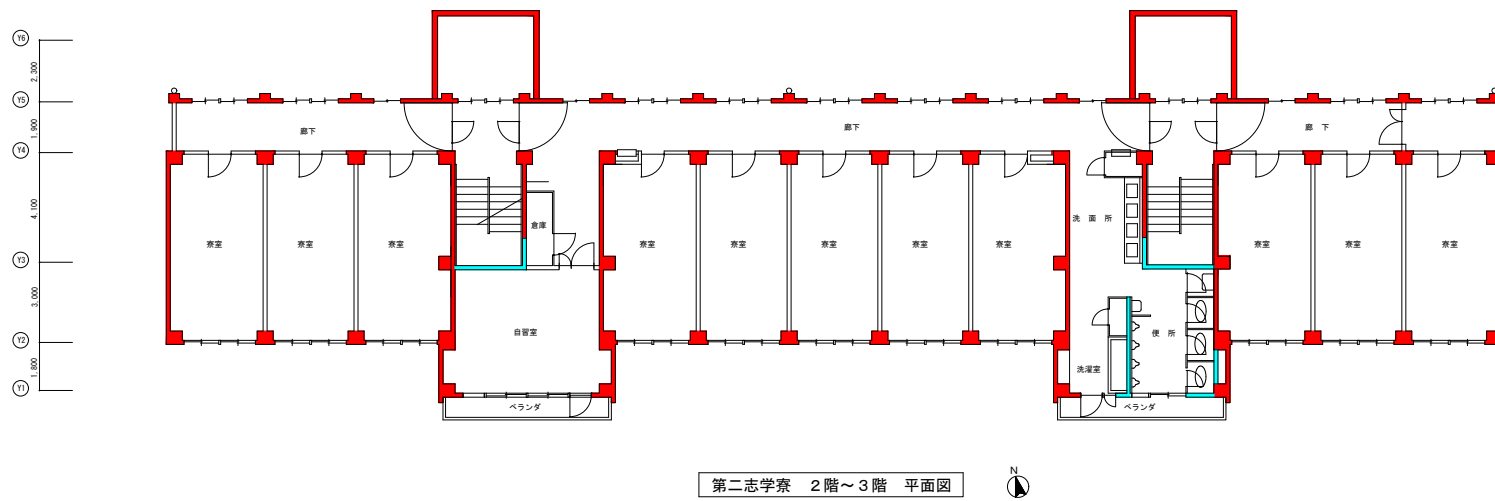 Y6
2.300
Y5
1.900
Y4
4.100
Y3
3.000
Y2
1.800
Y1
廊下
廊下
廊 下
寮室
寮室
寮室
倉庫
寮室
寮室
寮室
寮室
寮室
洗 面 所
寮室
寮室
寮室
自習室
便 所
洗濯室
ベランダ
ベランダ
第二志学寮 2階~3階 平面図
N